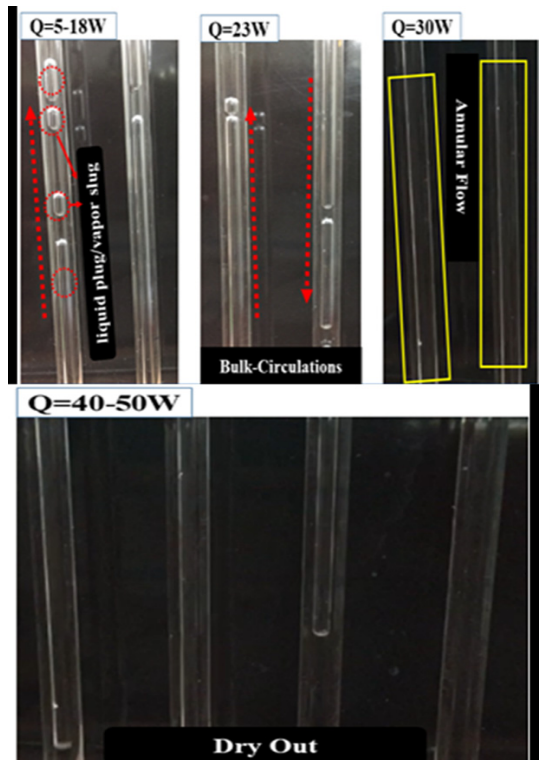 Q=5-18W
liquid plug/vapor slug
Q=23W
Bulk-Circulations
Q=30W
Annular Flow
Q=40-50W
Dry Out